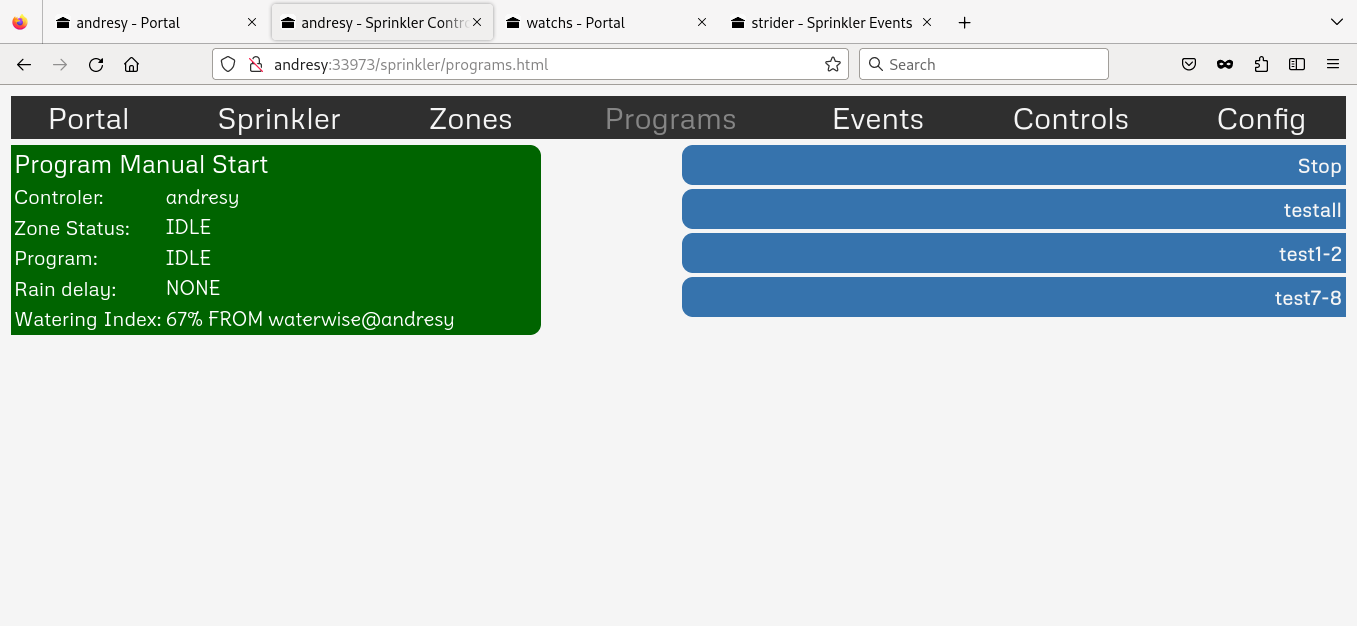 andresy - Portal
andresy - Sprinkler Contr
watchs - Portal
strider - Sprinkler Events
andresy:33973/sprinkler/programs.html
Search
Portal Sprinkler Zones Programs Events Controls Config
Program Manual Start
Controler: andresy
Zone Status: IDLE
Program: IDLE
Rain delay: NONE
Watering Index: 67% FROM waterwise@andresy
Stop
testall
test1-2
test7-8